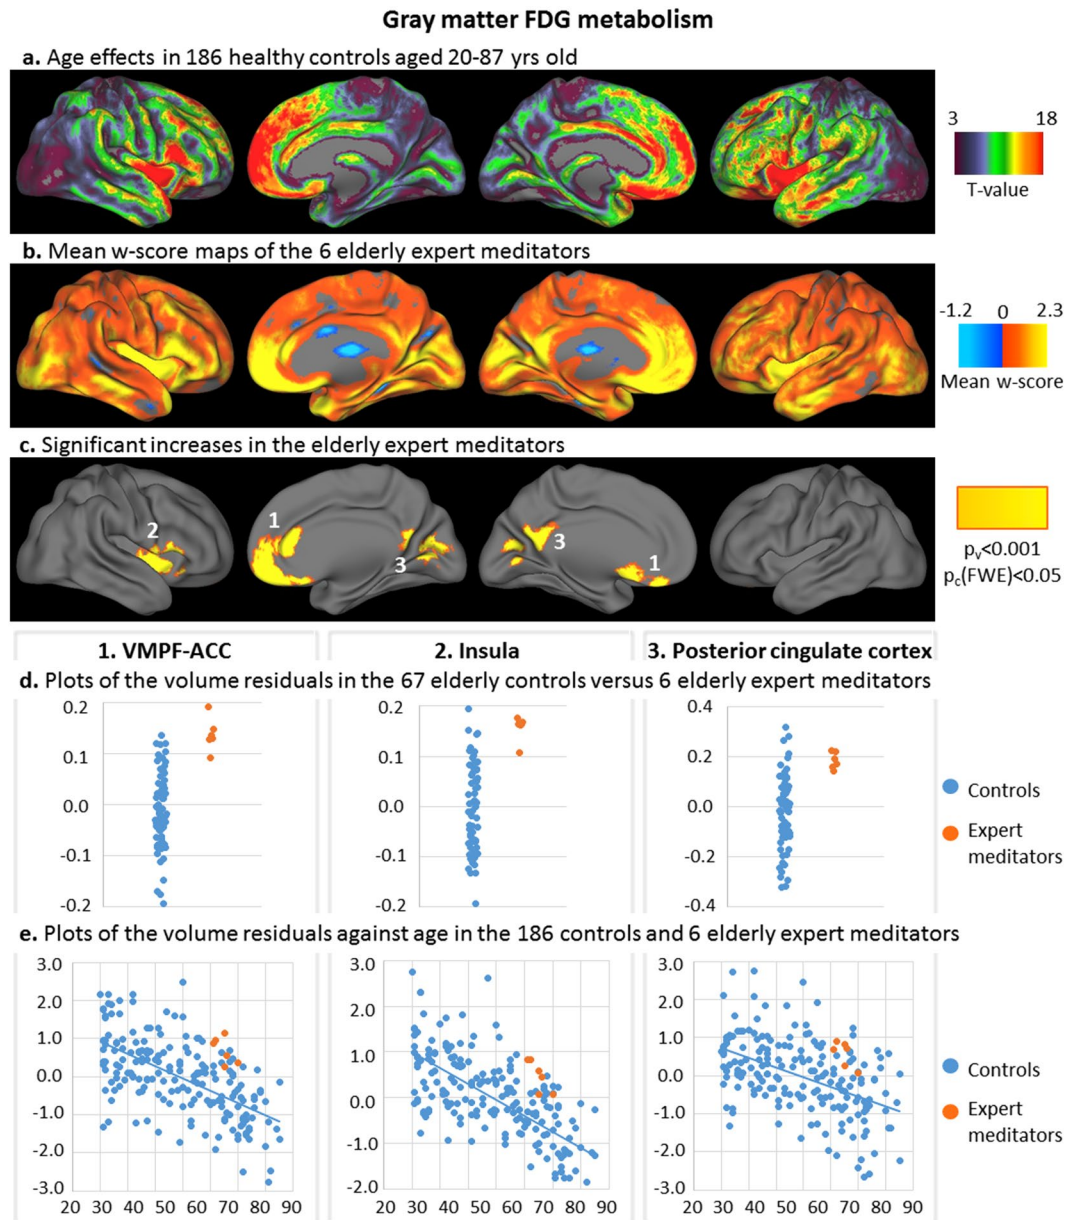 Gray matter FDG metabolism
a. Age effects in 186 healthy controls aged 20-87 yrs old
3 18
T-value
b. Mean w-score maps of the 6 elderly expert meditators
-1.2 0 2.3
Mean w-score
c. Significant increases in the elderly expert meditators
2 1 3 3 1
pv<0.001
pc(FWE)<0.05
1. VMPF-ACC 2. Insula 3. Posterior cingulate cortex
d. Plots of the volume residuals in the 67 elderly controls versus 6 elderly expert meditators
0.2 0.2 0.4
0.1 0.1 0.2
0.0 0.0 0.0
-0.1 -0.1 -0.2
-0.2 -0.2 -0.4
Controls
Expert
meditators
e. Plots of the volume residuals against age in the 186 controls and 6 elderly expert meditators
3.0 3.0 3.0
2.0 2.0 2.0
1.0 1.0 1.0
0.0 0.0 0.0
-1.0 -1.0 -1.0
-2.0 -2.0 -2.0
-3.0 -3.0
20 30 40 50 60 70 80 90 20 30 40 50 60 70 80 90 20 30 40 50 60 70 80 90
Controls
Expert
meditators